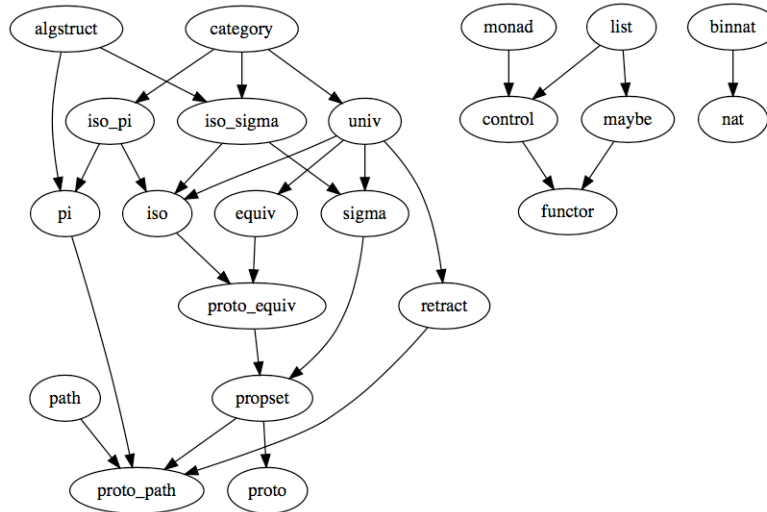 algstruct
category
monad
list
binnat
iso_pi
iso_sigma
univ
control
maybe
nat
pi
iso
equiv
sigma
functor
proto_equiv
retract
path
propset
proto_path
proto